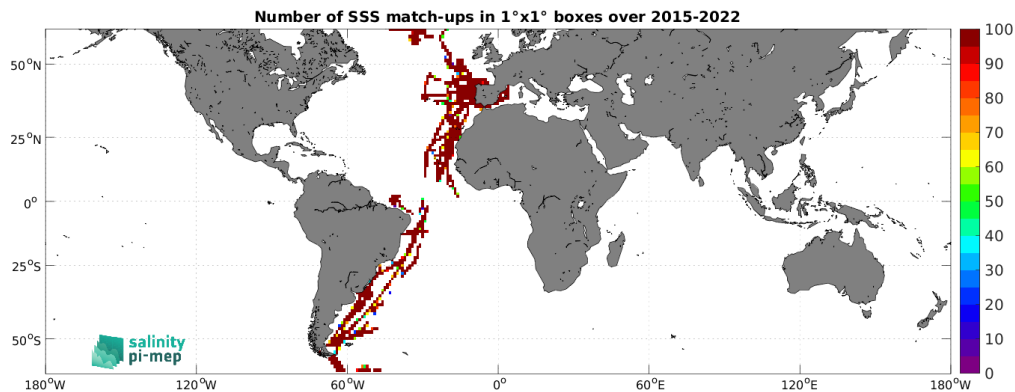 Number of SSS match-ups in 1°x1° boxes over 2015-2022
50°N
25°N
0°
25°S
50°S
180°W
120°W
60°W
0°
60°E
120°E
180°W
100
90
80
70
60
50
40
30
20
10
0
salinity
pi-mep